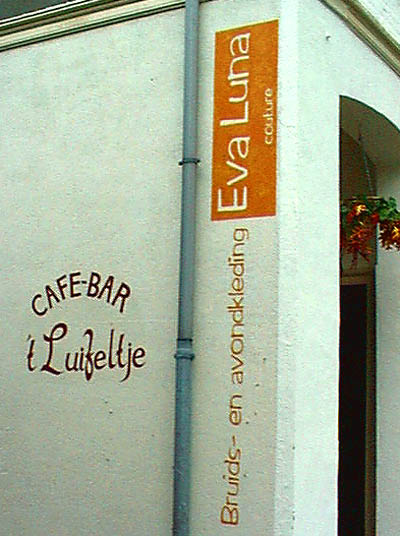 CAFE-BAR
't Luifeltje
Eva Luna
couture
Bruids- en avondkleding